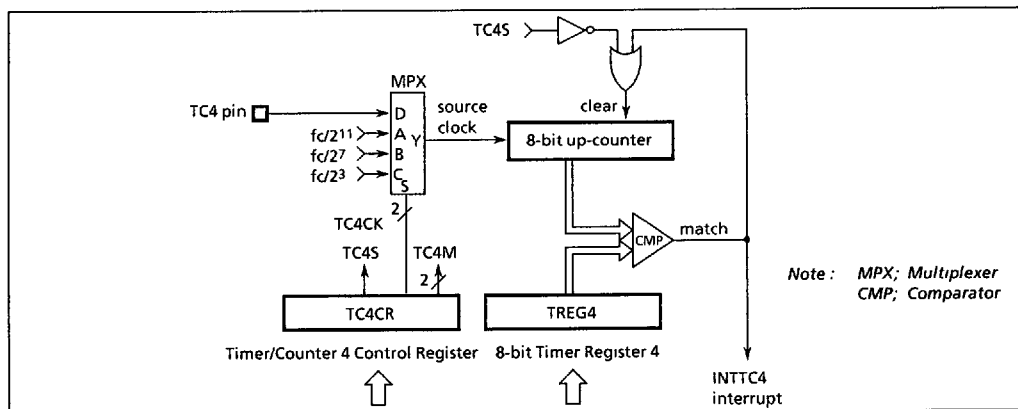 TC4S
MPX
TC4 pin
D
source
clock
clear
fc/2¹¹
A
Y
8-bit up-counter
fc/2⁷
B
fc/2³
C
S
2
TC4CK
TC4S
TC4M
2
CMP
match
Note : MPX; Multiplexer
CMP; Comparator
TC4CR
TREG4
Timer/Counter 4 Control Register
8-bit Timer Register 4
INTTC4
interrupt